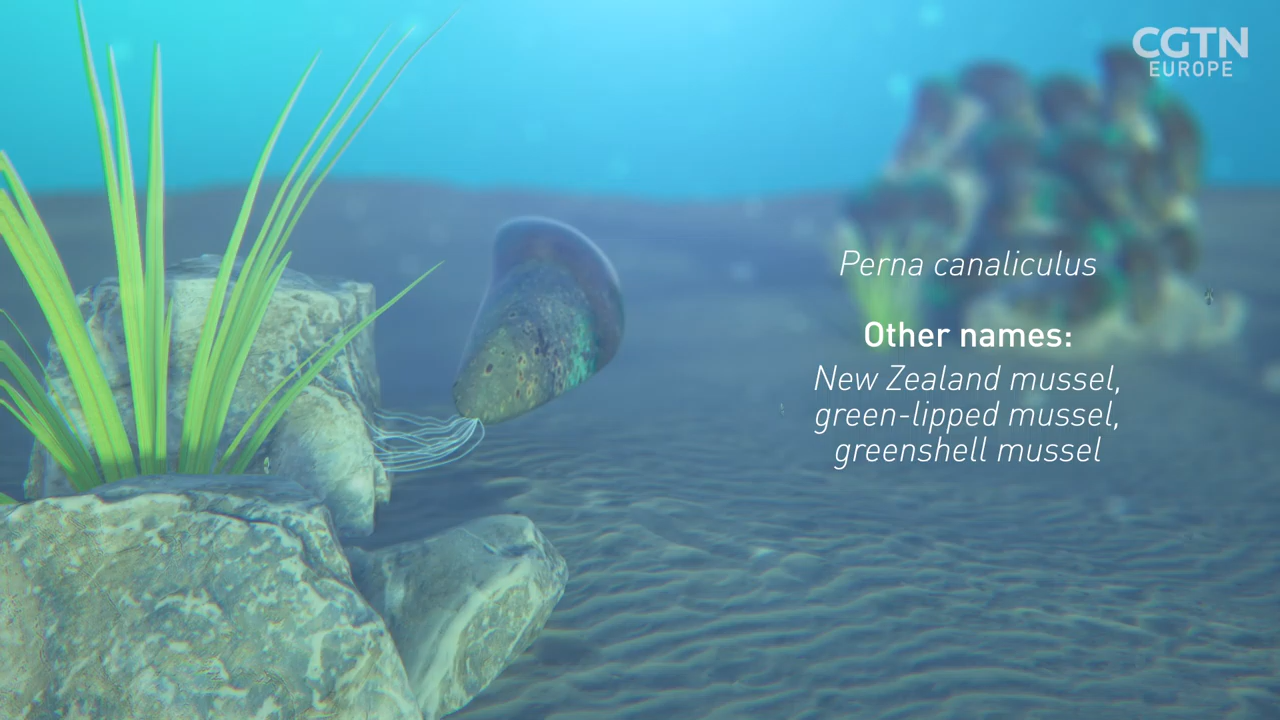 CGTN
EUROPE
Perna canaliculus
Other names:
New Zealand mussel,
green-lipped mussel,
greenshell mussel